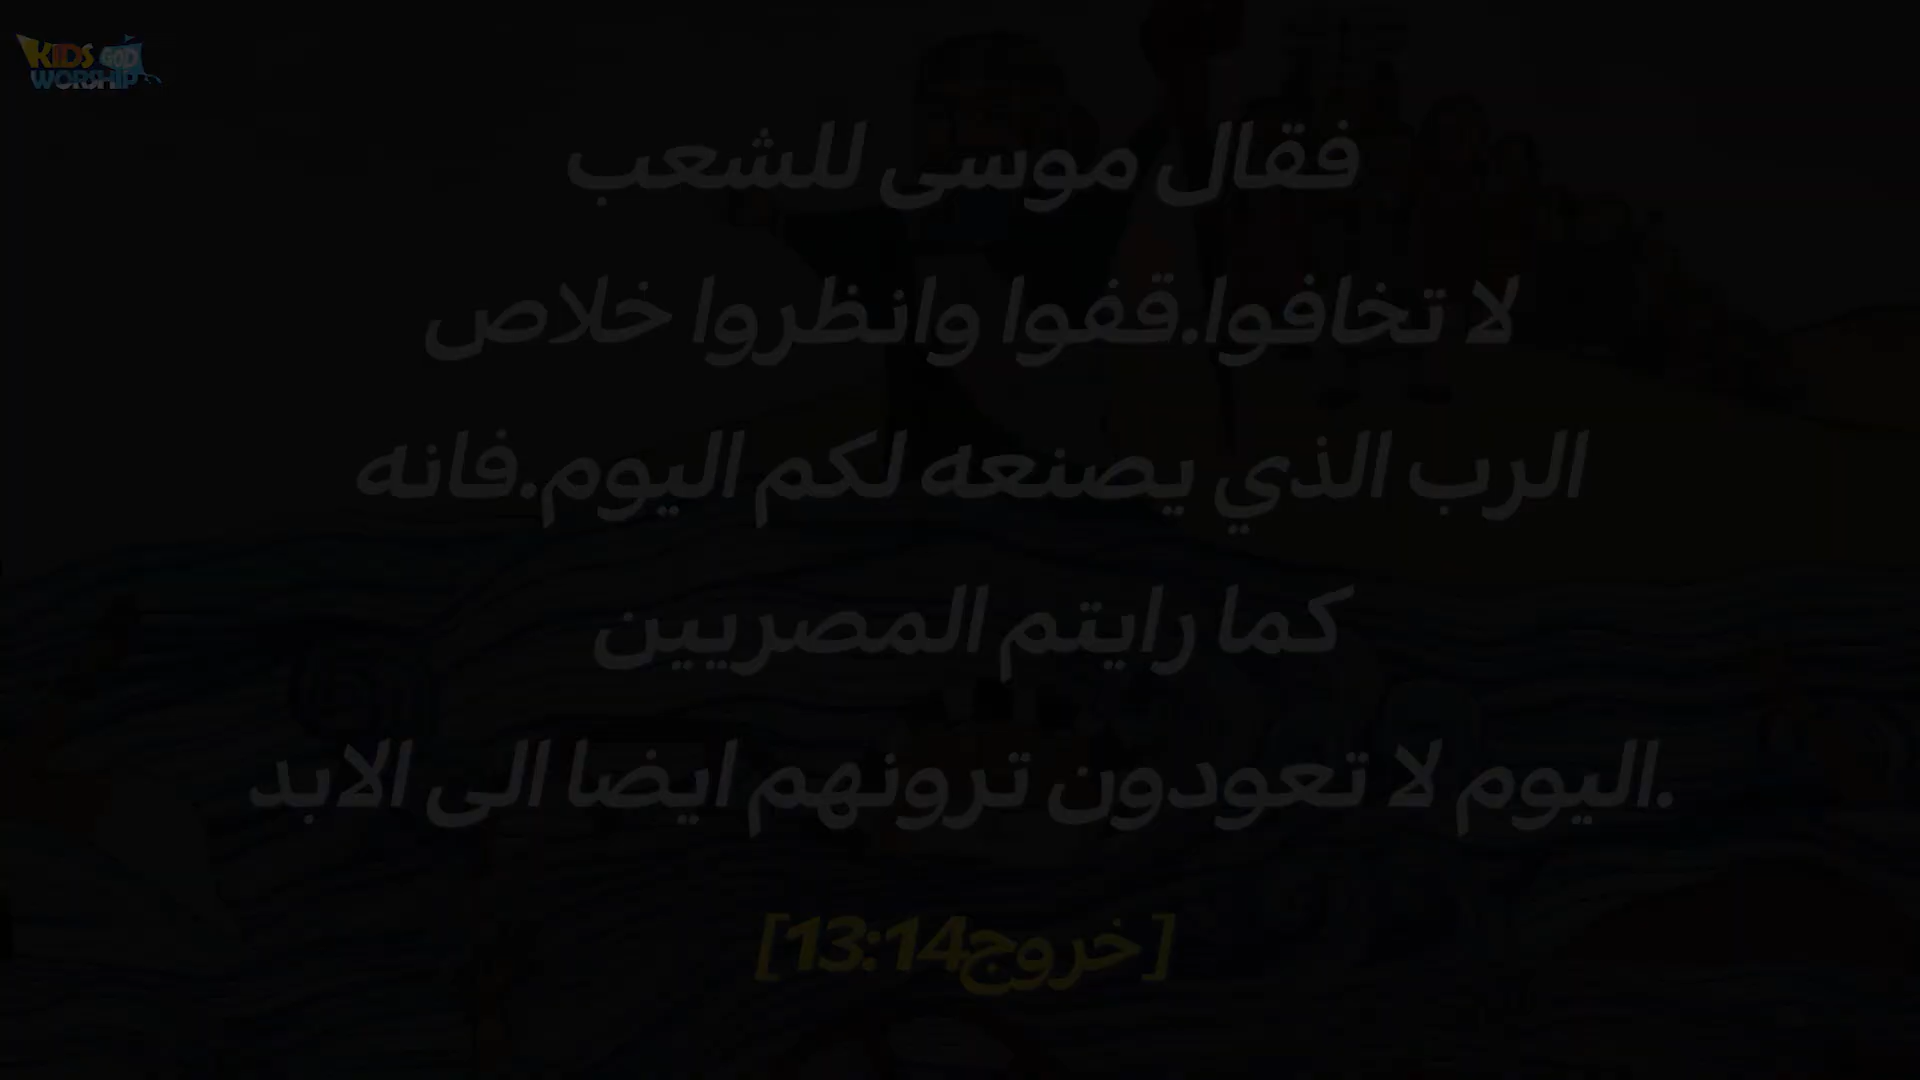 KIDS GOD
WORSHIP
فقال موسى للشعب
لا تخافوا.قفوا وانظروا خلاص
الرب الذي يصنعه لكم اليوم.فانه
كما رايتم المصريين
.اليوم لا تعودون ترونهم ايضا الى الابد
[خروج13:14]